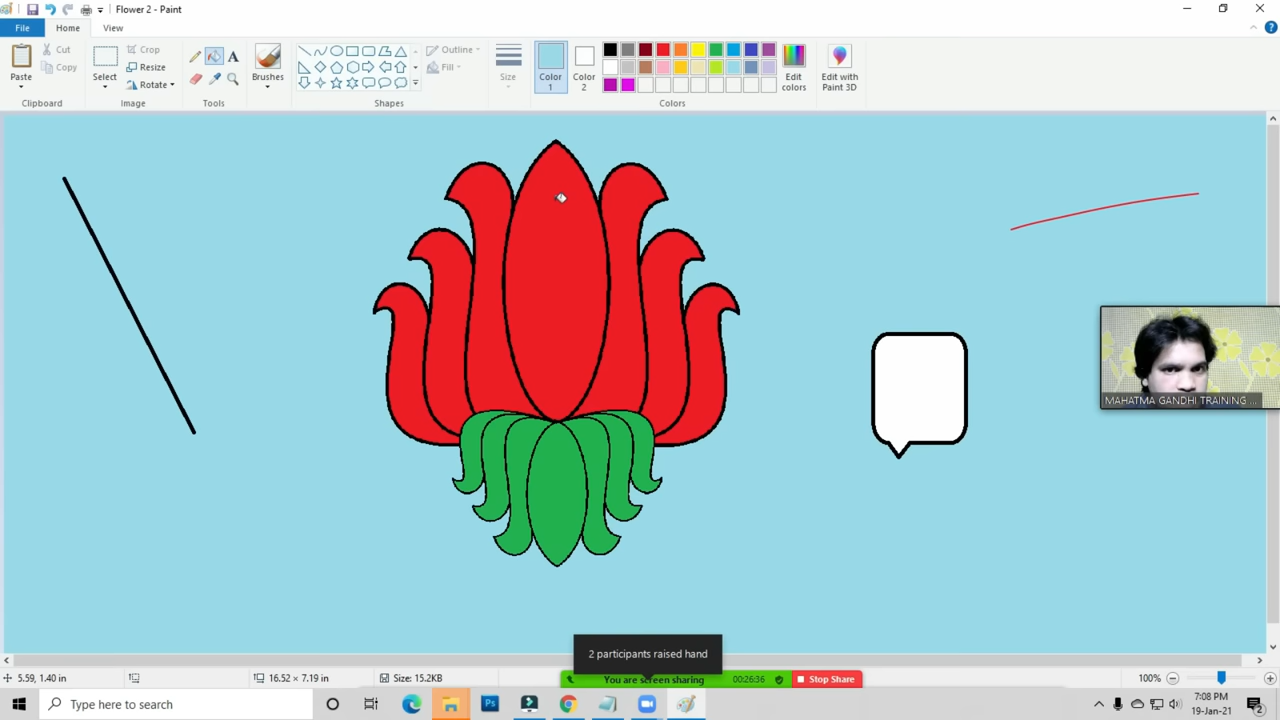 Flower 2 - Paint
File
Home
View
Paste
Cut
Copy
Clipboard
Select
Crop
Resize
Rotate
Image
A
Tools
Brushes
Outline
Fill
Shapes
Size
Color 1
Color 2
Edit colors
Edit with Paint 3D
Colors
MAHATMA GANDHI TRAINING ...
2 participants raised hand
5.59, 1.40 in
16.52 × 7.19 in
Size: 15.2KB
You are screen sharing
00:26:36
Stop Share
100%
Type here to search
Ps
7:08 PM
19-Jan-21
2